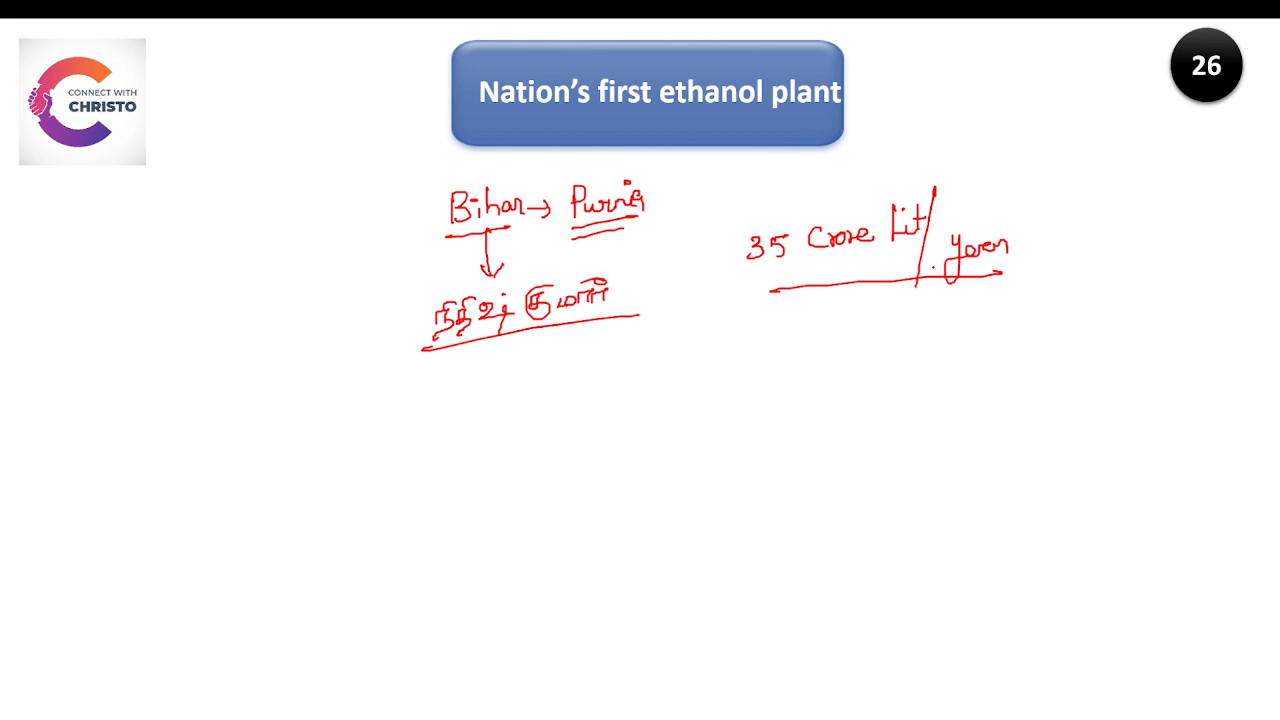 CONNECT WITH
CHRISTO
Nation's first ethanol plant
26
Bihar → Purnia
35 Crore Lit/year
நிதிஷ் குமார்